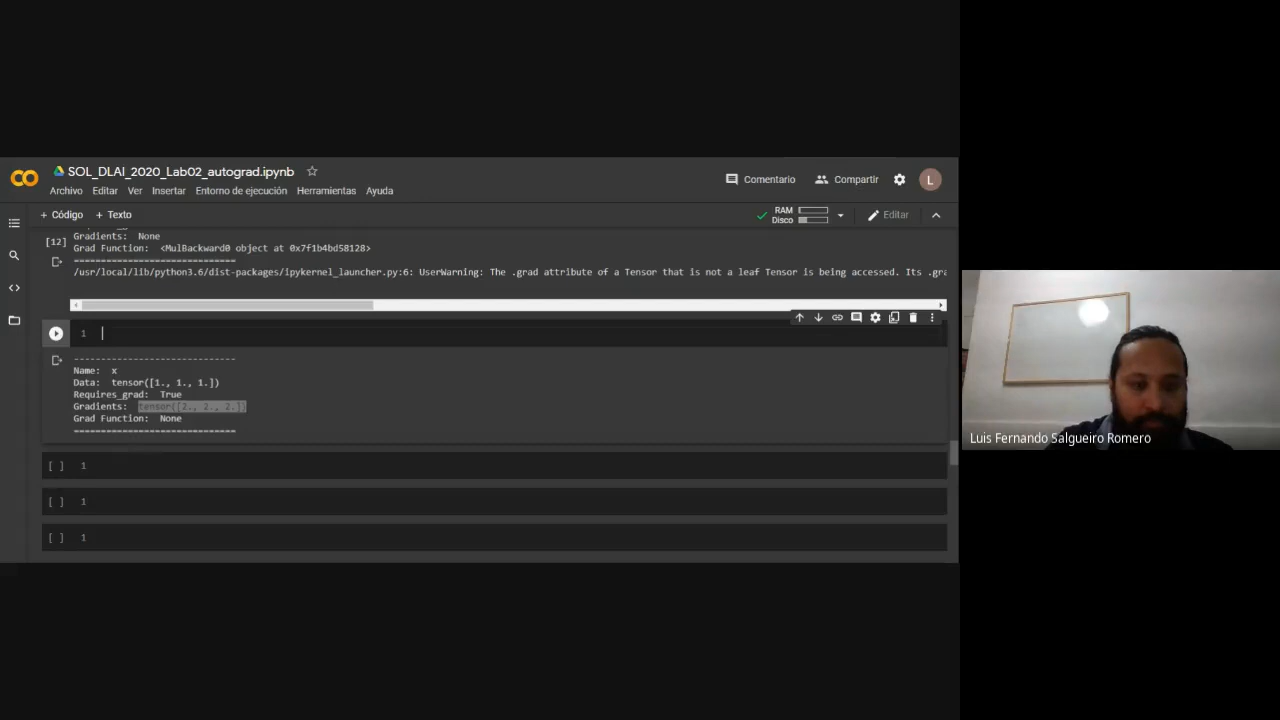 SOL_DLAI_2020_Lab02_autograd.ipynb
Archivo Editar Ver Insertar Entorno de ejecución Herramientas Ayuda
Comentario Compartir L
+ Código + Texto
RAM
Disco
Editar
Gradients: None
[12]
Grad Function: <MulBackward0 object at 0x7f1b4bd58128>
==============================
/usr/local/lib/python3.6/dist-packages/ipykernel_launcher.py:6: UserWarning: The .grad attribute of a Tensor that is not a leaf Tensor is being accessed. Its .gra
1
------------------------------
Name: x
Data: tensor([1., 1., 1.])
Requires_grad: True
Gradients: tensor([2., 2., 2.])
Grad Function: None
==============================
[ ] 1
[ ] 1
[ ] 1
Luis Fernando Salgueiro Romero